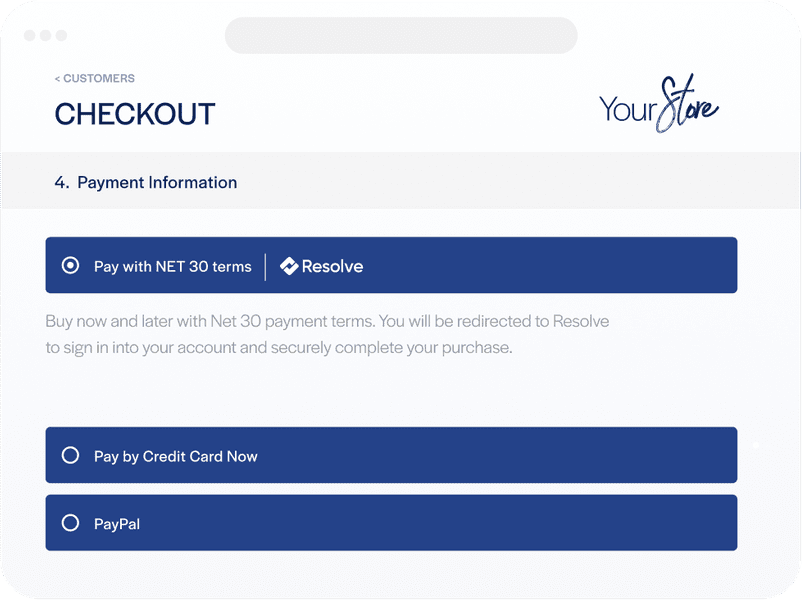 < CUSTOMERS
CHECKOUT
YourStore
4. Payment Information
Pay with NET 30 terms | Resolve
Buy now and later with Net 30 payment terms. You will be redirected to Resolve
to sign in into your account and securely complete your purchase.
Pay by Credit Card Now
PayPal